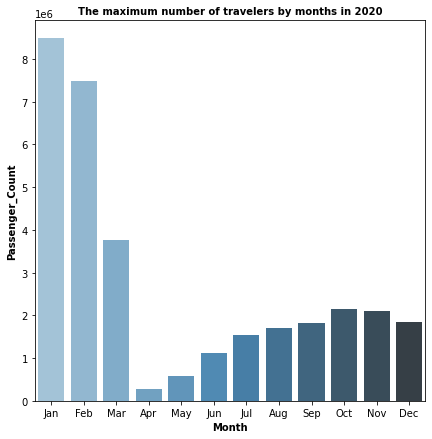 The maximum number of travelers by months in 2020
1e6
8
7
6
5
4
3
2
1
0
Passenger_Count
Jan Feb Mar Apr May Jun Jul Aug Sep Oct Nov Dec
Month